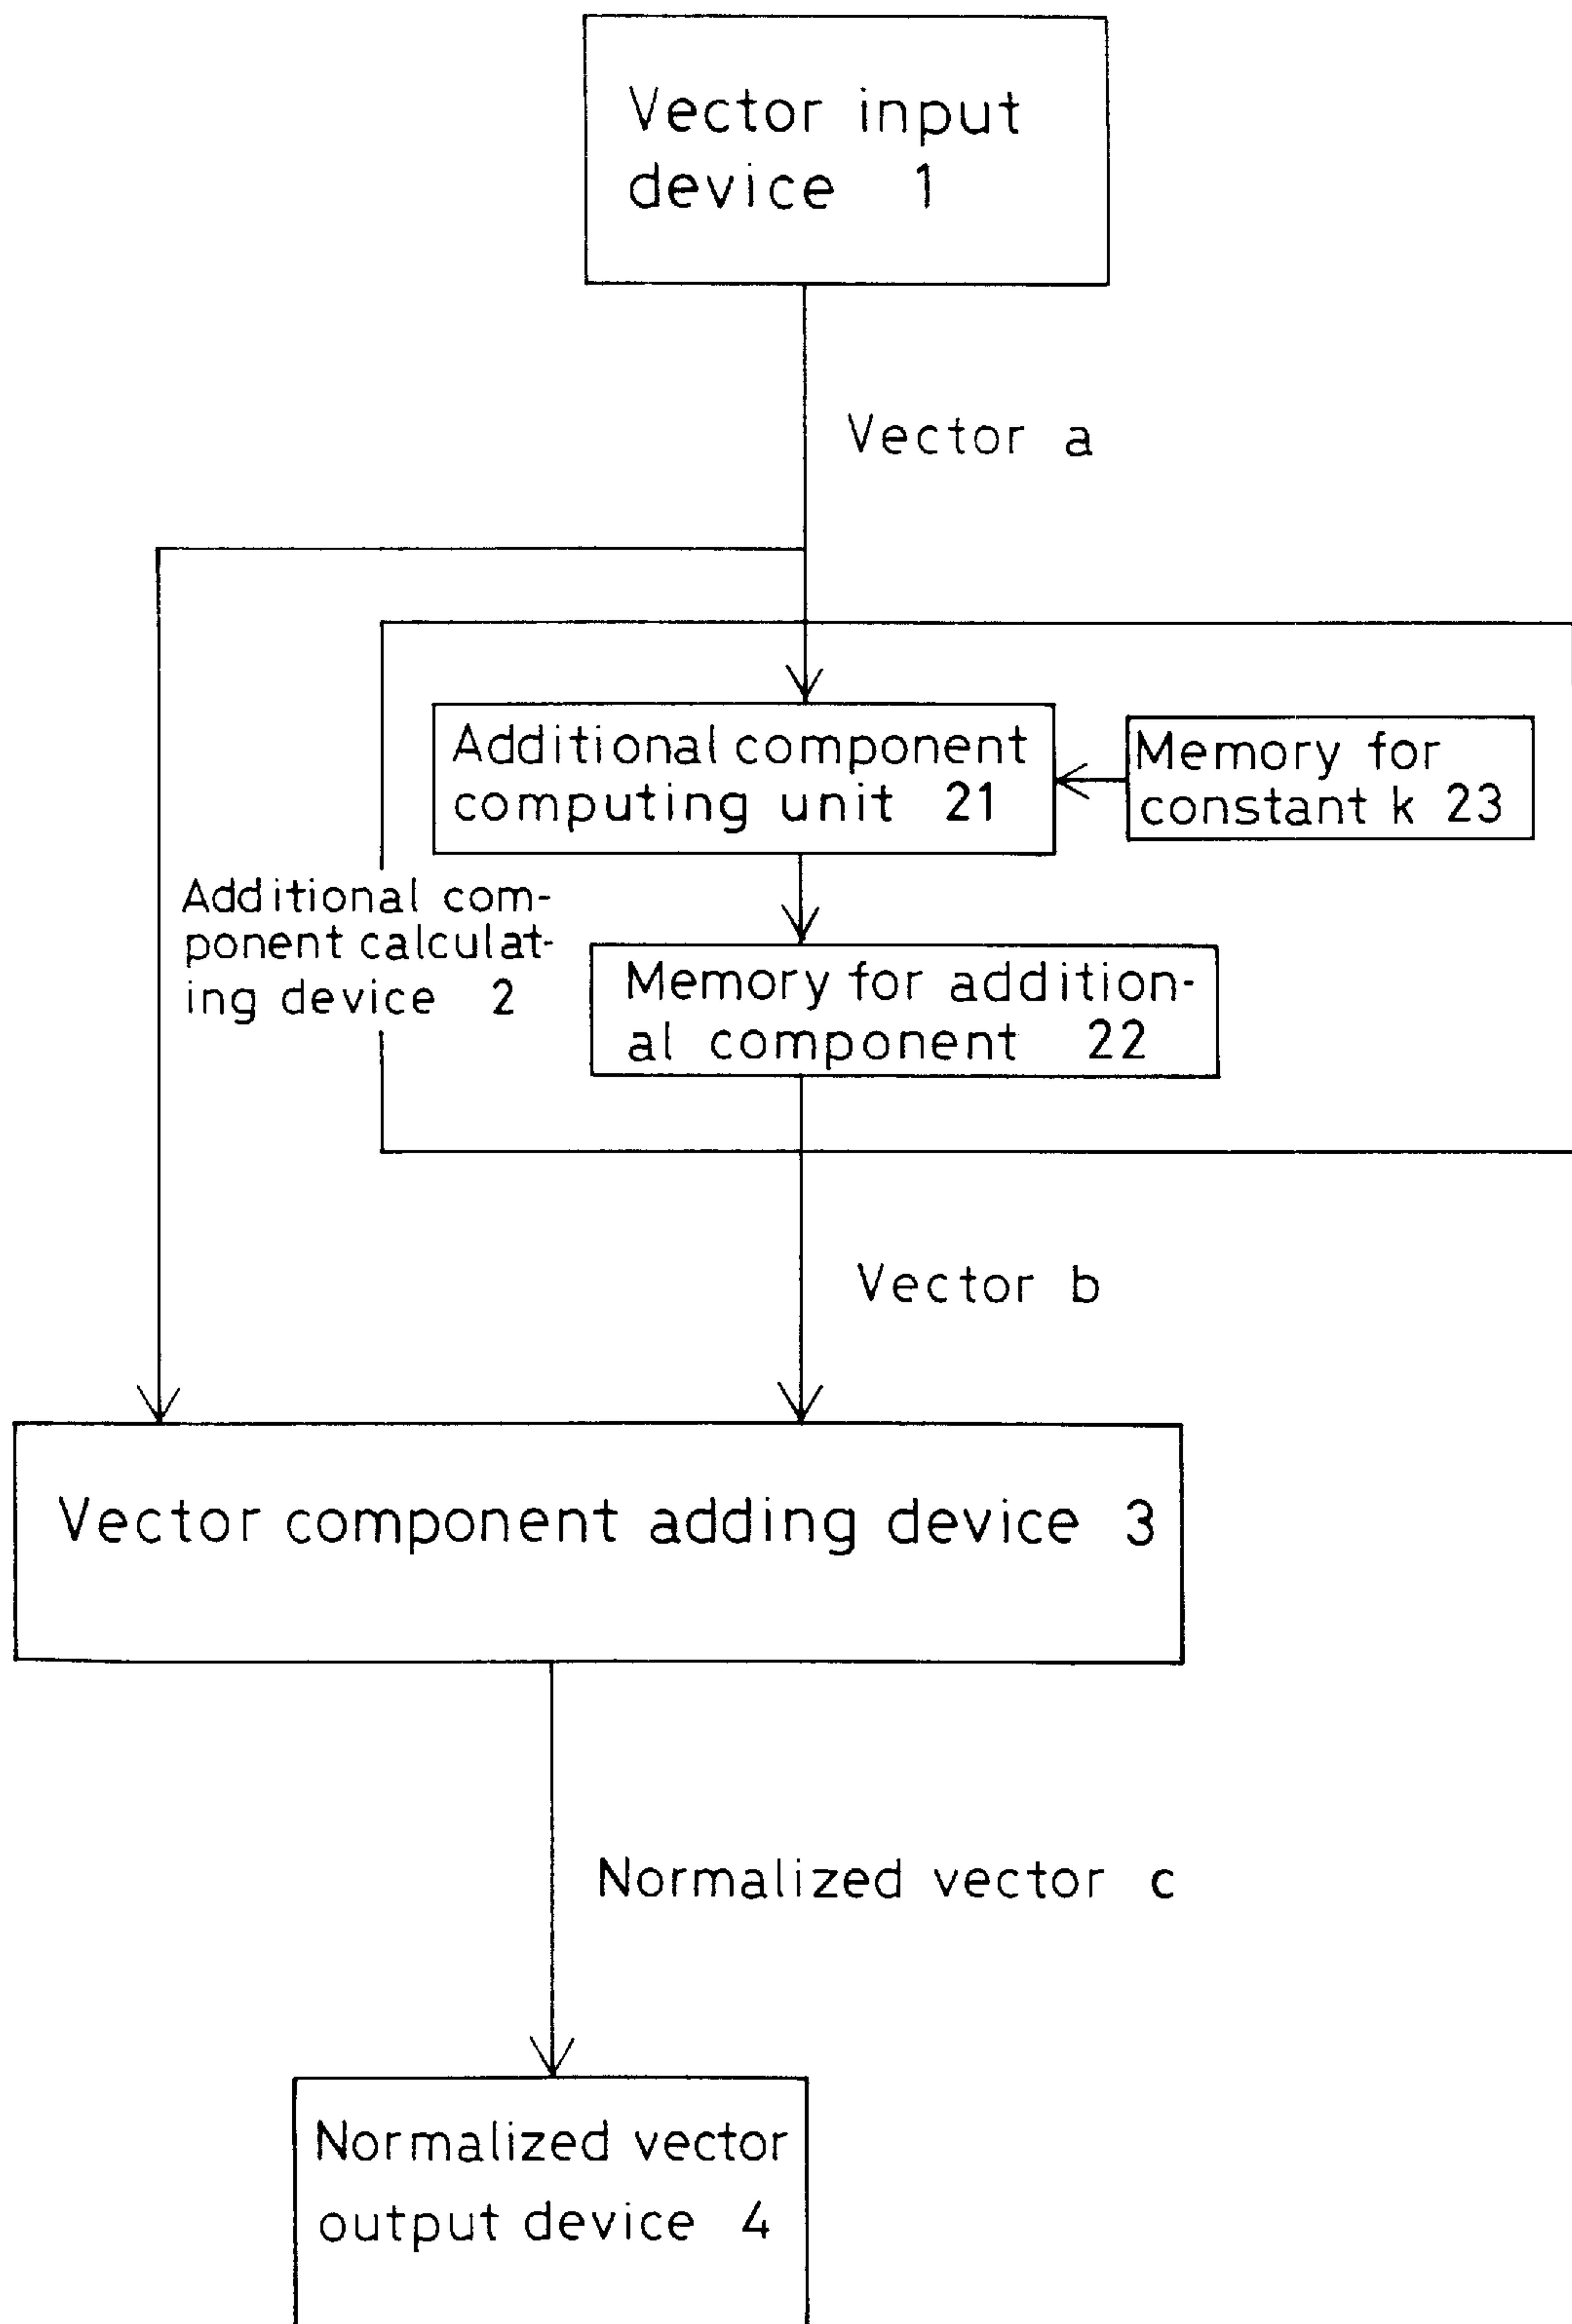 Vector input
device 1
Vector a
Additional component
computing unit 21
Memory for
constant k 23
Additional com-
ponent calculat-
ing device 2
Memory for addition-
al component 22
Vector b
Vector component adding device 3
Normalized vector c
Normalized vector
output device 4